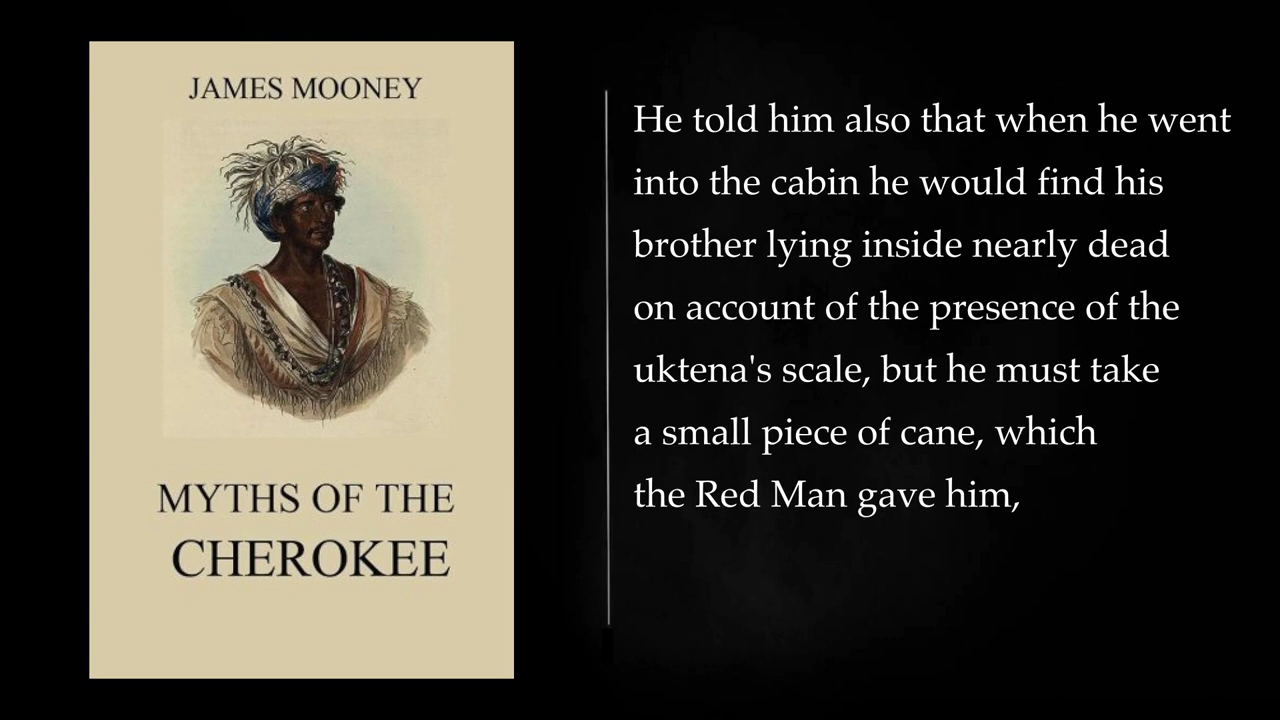 JAMES MOONEY
MYTHS OF THE
CHEROKEE
He told him also that when he went
into the cabin he would find his
brother lying inside nearly dead
on account of the presence of the
uktena's scale, but he must take
a small piece of cane, which
the Red Man gave him,